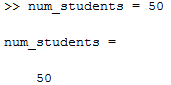 >> num_students = 50
num_students =
50